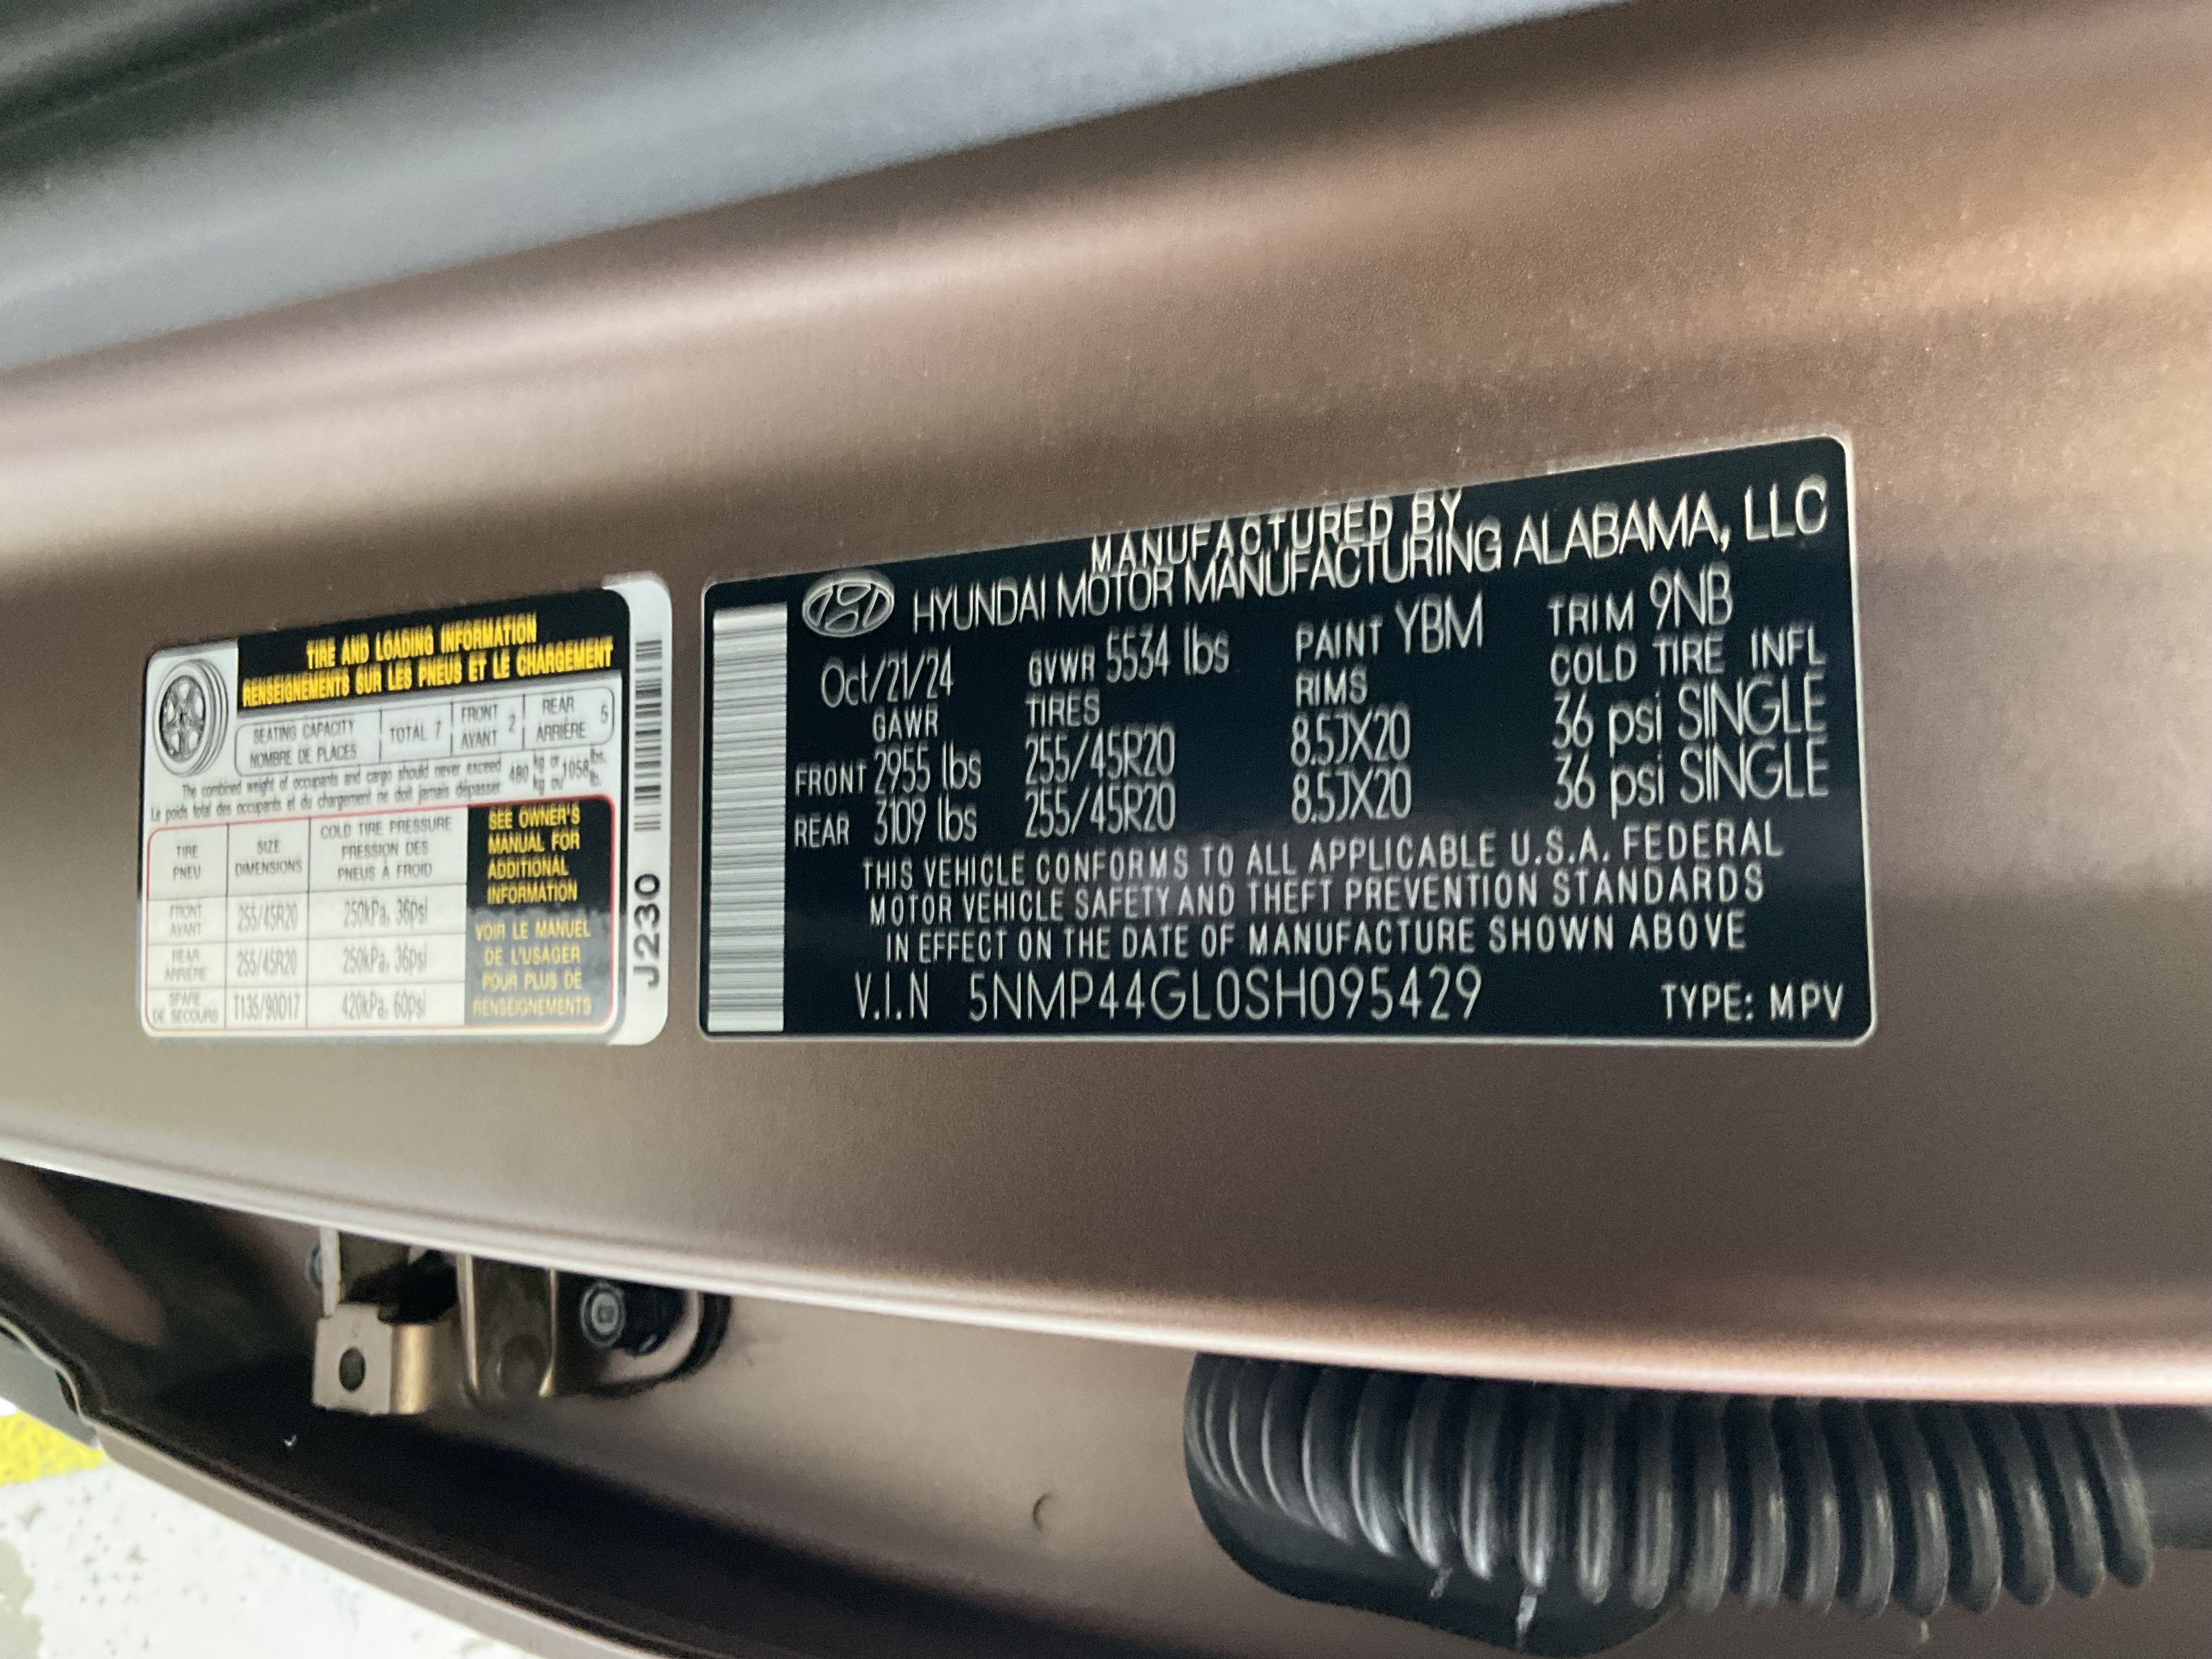 TIRE AND LOADING INFORMATION
RENSEIGNEMENTS SUR LES PNEUS ET LE CHARGEMENT
SEATING CAPACITY
NOMBRE DE PLACES
TOTAL 7
FRONT
AVANT
2
REAR
ARRIÈRE
5
The combined weight of occupants and cargo should never exceed
Le poids total des occupants et du chargement ne doit jamais dépasser
480
kg or
kg ou
1058
lbs.
lb.
TIRE
PNEU
SIZE
DIMENSIONS
COLD TIRE PRESSURE
PRESSION DES
PNEUS À FROID
FRONT
AVANT
255/45R20
250kPa, 36psi
REAR
ARRIÈRE
255/45R20
250kPa, 36psi
SPARE
DE SECOURS
T135/90D17
420kPa, 60psi
SEE OWNER'S
MANUAL FOR
ADDITIONAL
INFORMATION
VOIR LE MANUEL
DE L'USAGER
POUR PLUS DE
RENSEIGNEMENTS
J230
MANUFACTURED BY
HYUNDAI MOTOR MANUFACTURING ALABAMA, LLC
Oct/21/24 GVWR 5534 lbs PAINT YBM TRIM 9NB
GAWR TIRES RIMS COLD TIRE INFL
FRONT 2955 lbs 255/45R20 8.5JX20 36 psi SINGLE
REAR 3109 lbs 255/45R20 8.5JX20 36 psi SINGLE
THIS VEHICLE CONFORMS TO ALL APPLICABLE U.S.A. FEDERAL
MOTOR VEHICLE SAFETY AND THEFT PREVENTION STANDARDS
IN EFFECT ON THE DATE OF MANUFACTURE SHOWN ABOVE
V.I.N 5NMP44GL0SH095429 TYPE: MPV